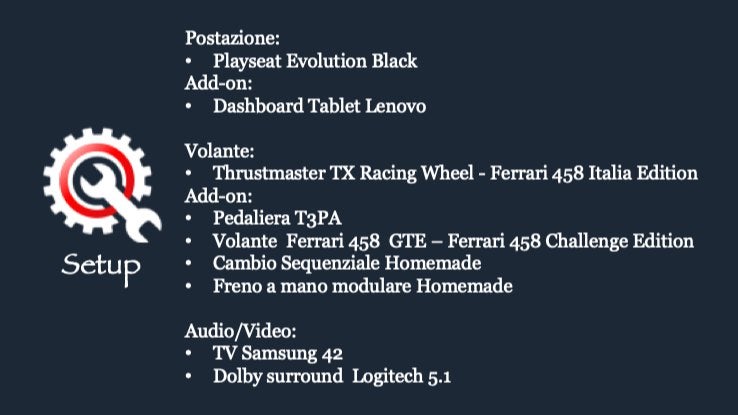 Postazione:
• Playseat Evolution Black
Add-on:
• Dashboard Tablet Lenovo
Volante:
• Thrustmaster TX Racing Wheel - Ferrari 458 Italia Edition
Add-on:
• Pedaliera T3PA
• Volante Ferrari 458 GTE – Ferrari 458 Challenge Edition
• Cambio Sequenziale Homemade
• Freno a mano modulare Homemade
Setup
Audio/Video:
• TV Samsung 42
• Dolby surround Logitech 5.1